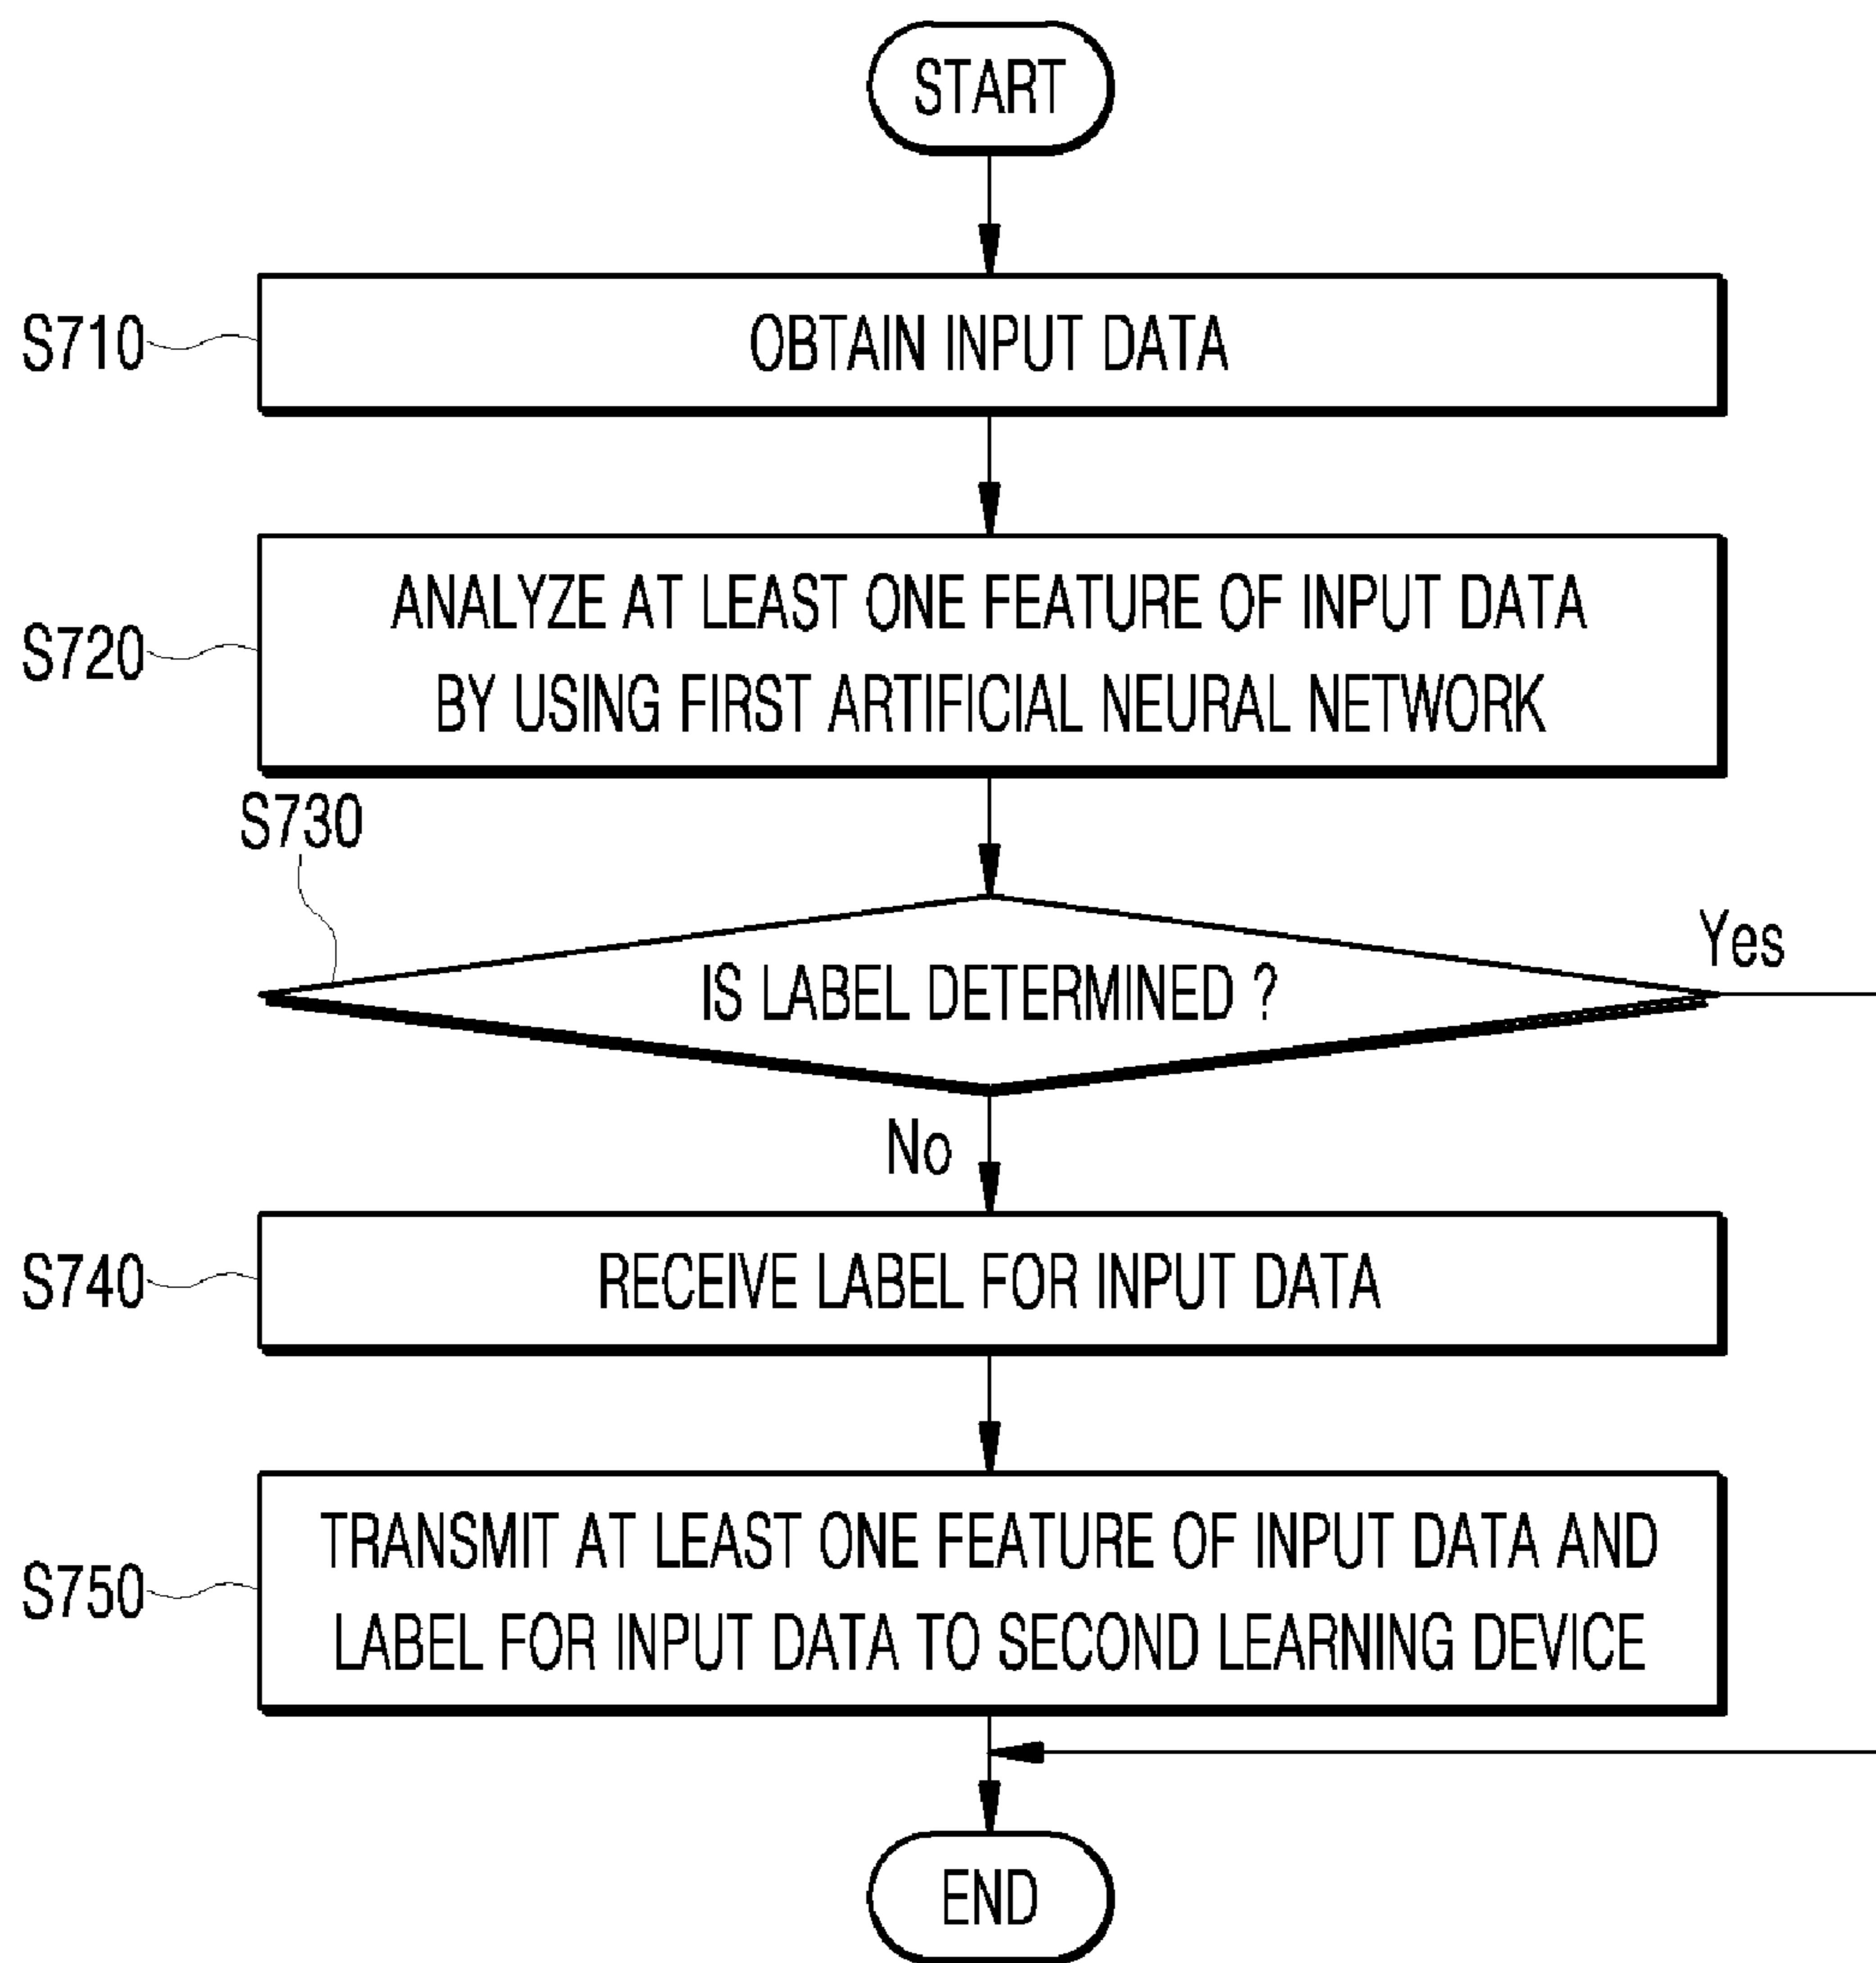 START
S710
OBTAIN INPUT DATA
S720
ANALYZE AT LEAST ONE FEATURE OF INPUT DATA
BY USING FIRST ARTIFICIAL NEURAL NETWORK
S730
IS LABEL DETERMINED ?
Yes
No
S740
RECEIVE LABEL FOR INPUT DATA
S750
TRANSMIT AT LEAST ONE FEATURE OF INPUT DATA AND
LABEL FOR INPUT DATA TO SECOND LEARNING DEVICE
END